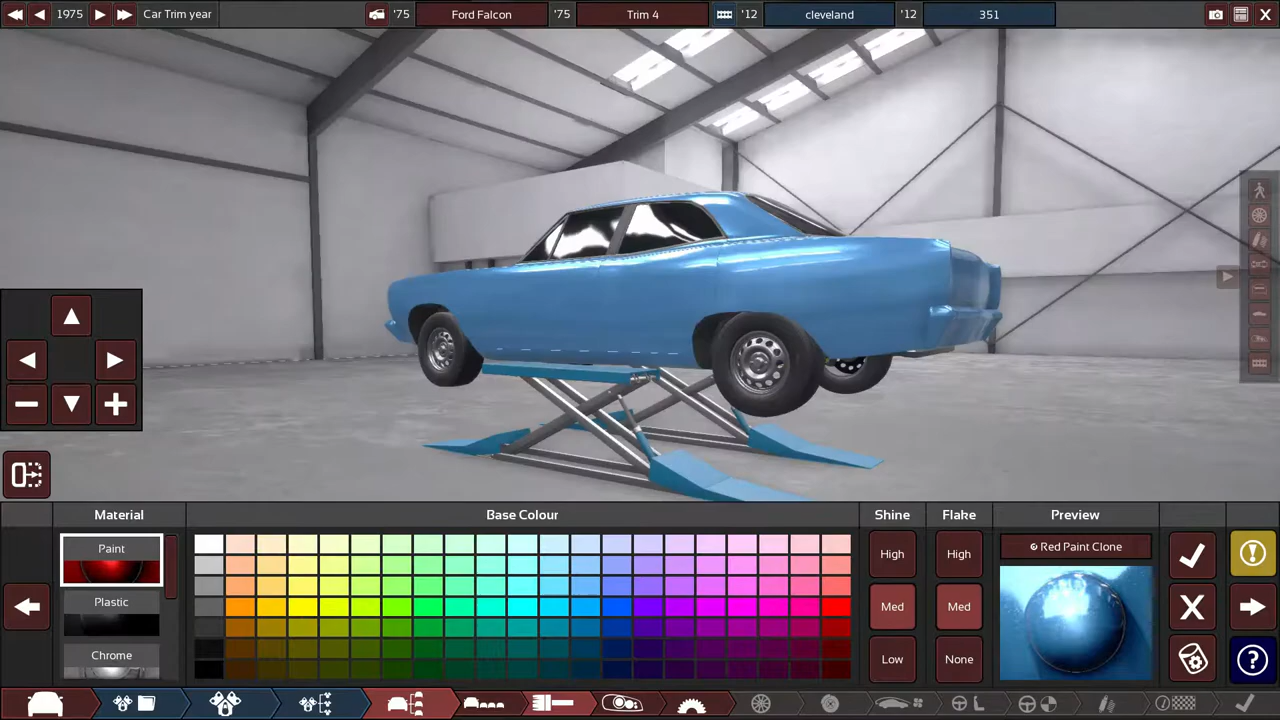 1975 Car Trim year '75 Ford Falcon '75 Trim 4 '12 cleveland '12 351
Material Base Colour Shine Flake Preview
Paint High High Red Paint Clone
Plastic Med Med
Chrome Low None